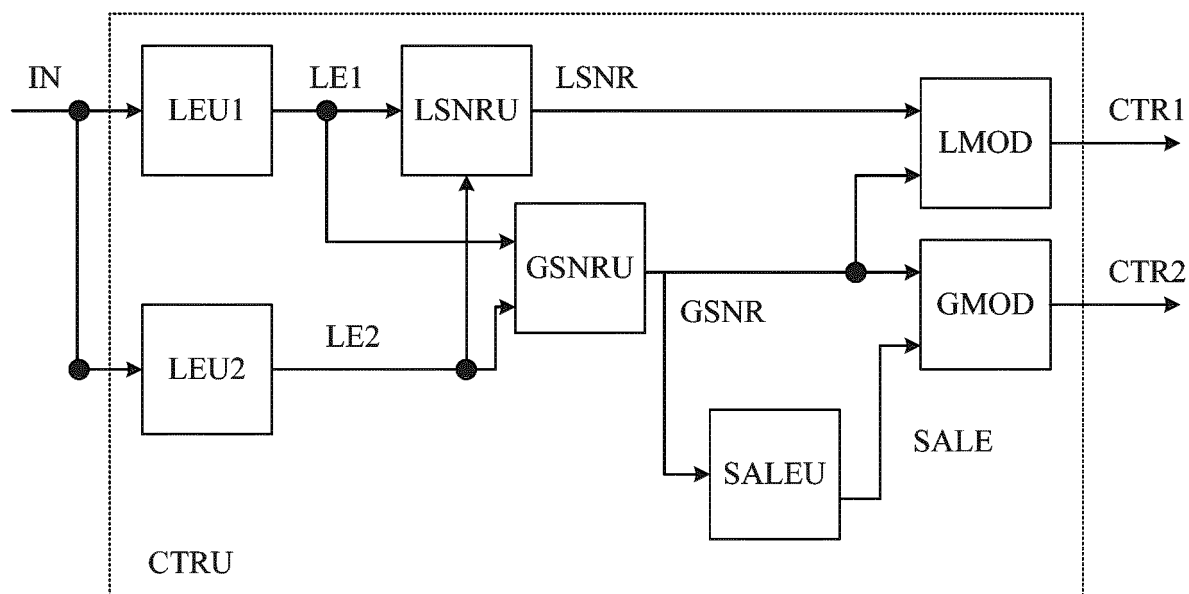 IN
LEU1
LE1
LSNRU
LSNR
LMOD
CTR1
GSNRU
GSNR
GMOD
CTR2
LEU2
LE2
SALEU
SALE
CTRU